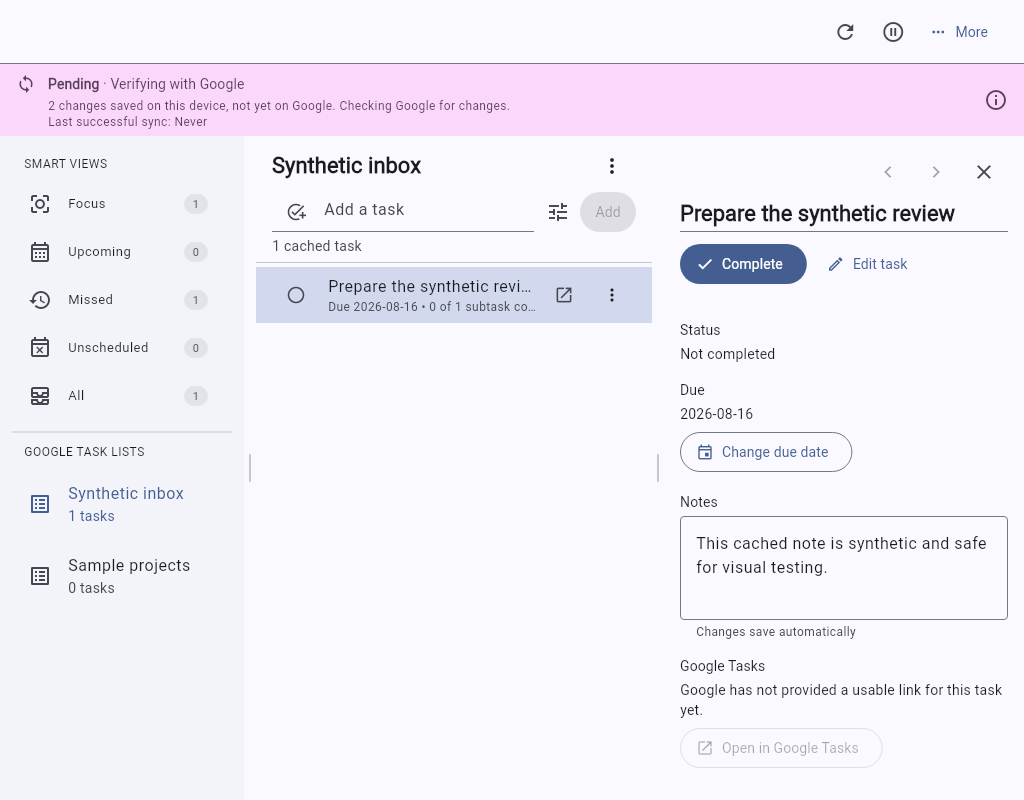 More
Pending · Verifying with Google
2 changes saved on this device, not yet on Google. Checking Google for changes.
Last successful sync: Never
SMART VIEWS
Focus 1
Upcoming 0
Missed 1
Unscheduled 0
All 1
GOOGLE TASK LISTS
Synthetic inbox
1 tasks
Sample projects
0 tasks
Synthetic inbox
Add a task
Add
1 cached task
Prepare the synthetic revi…
Due 2026-08-16 • 0 of 1 subtask co…
Prepare the synthetic review
Complete
Edit task
Status
Not completed
Due
2026-08-16
Change due date
Notes
This cached note is synthetic and safe
for visual testing.
Changes save automatically
Google Tasks
Google has not provided a usable link for this task
yet.
Open in Google Tasks